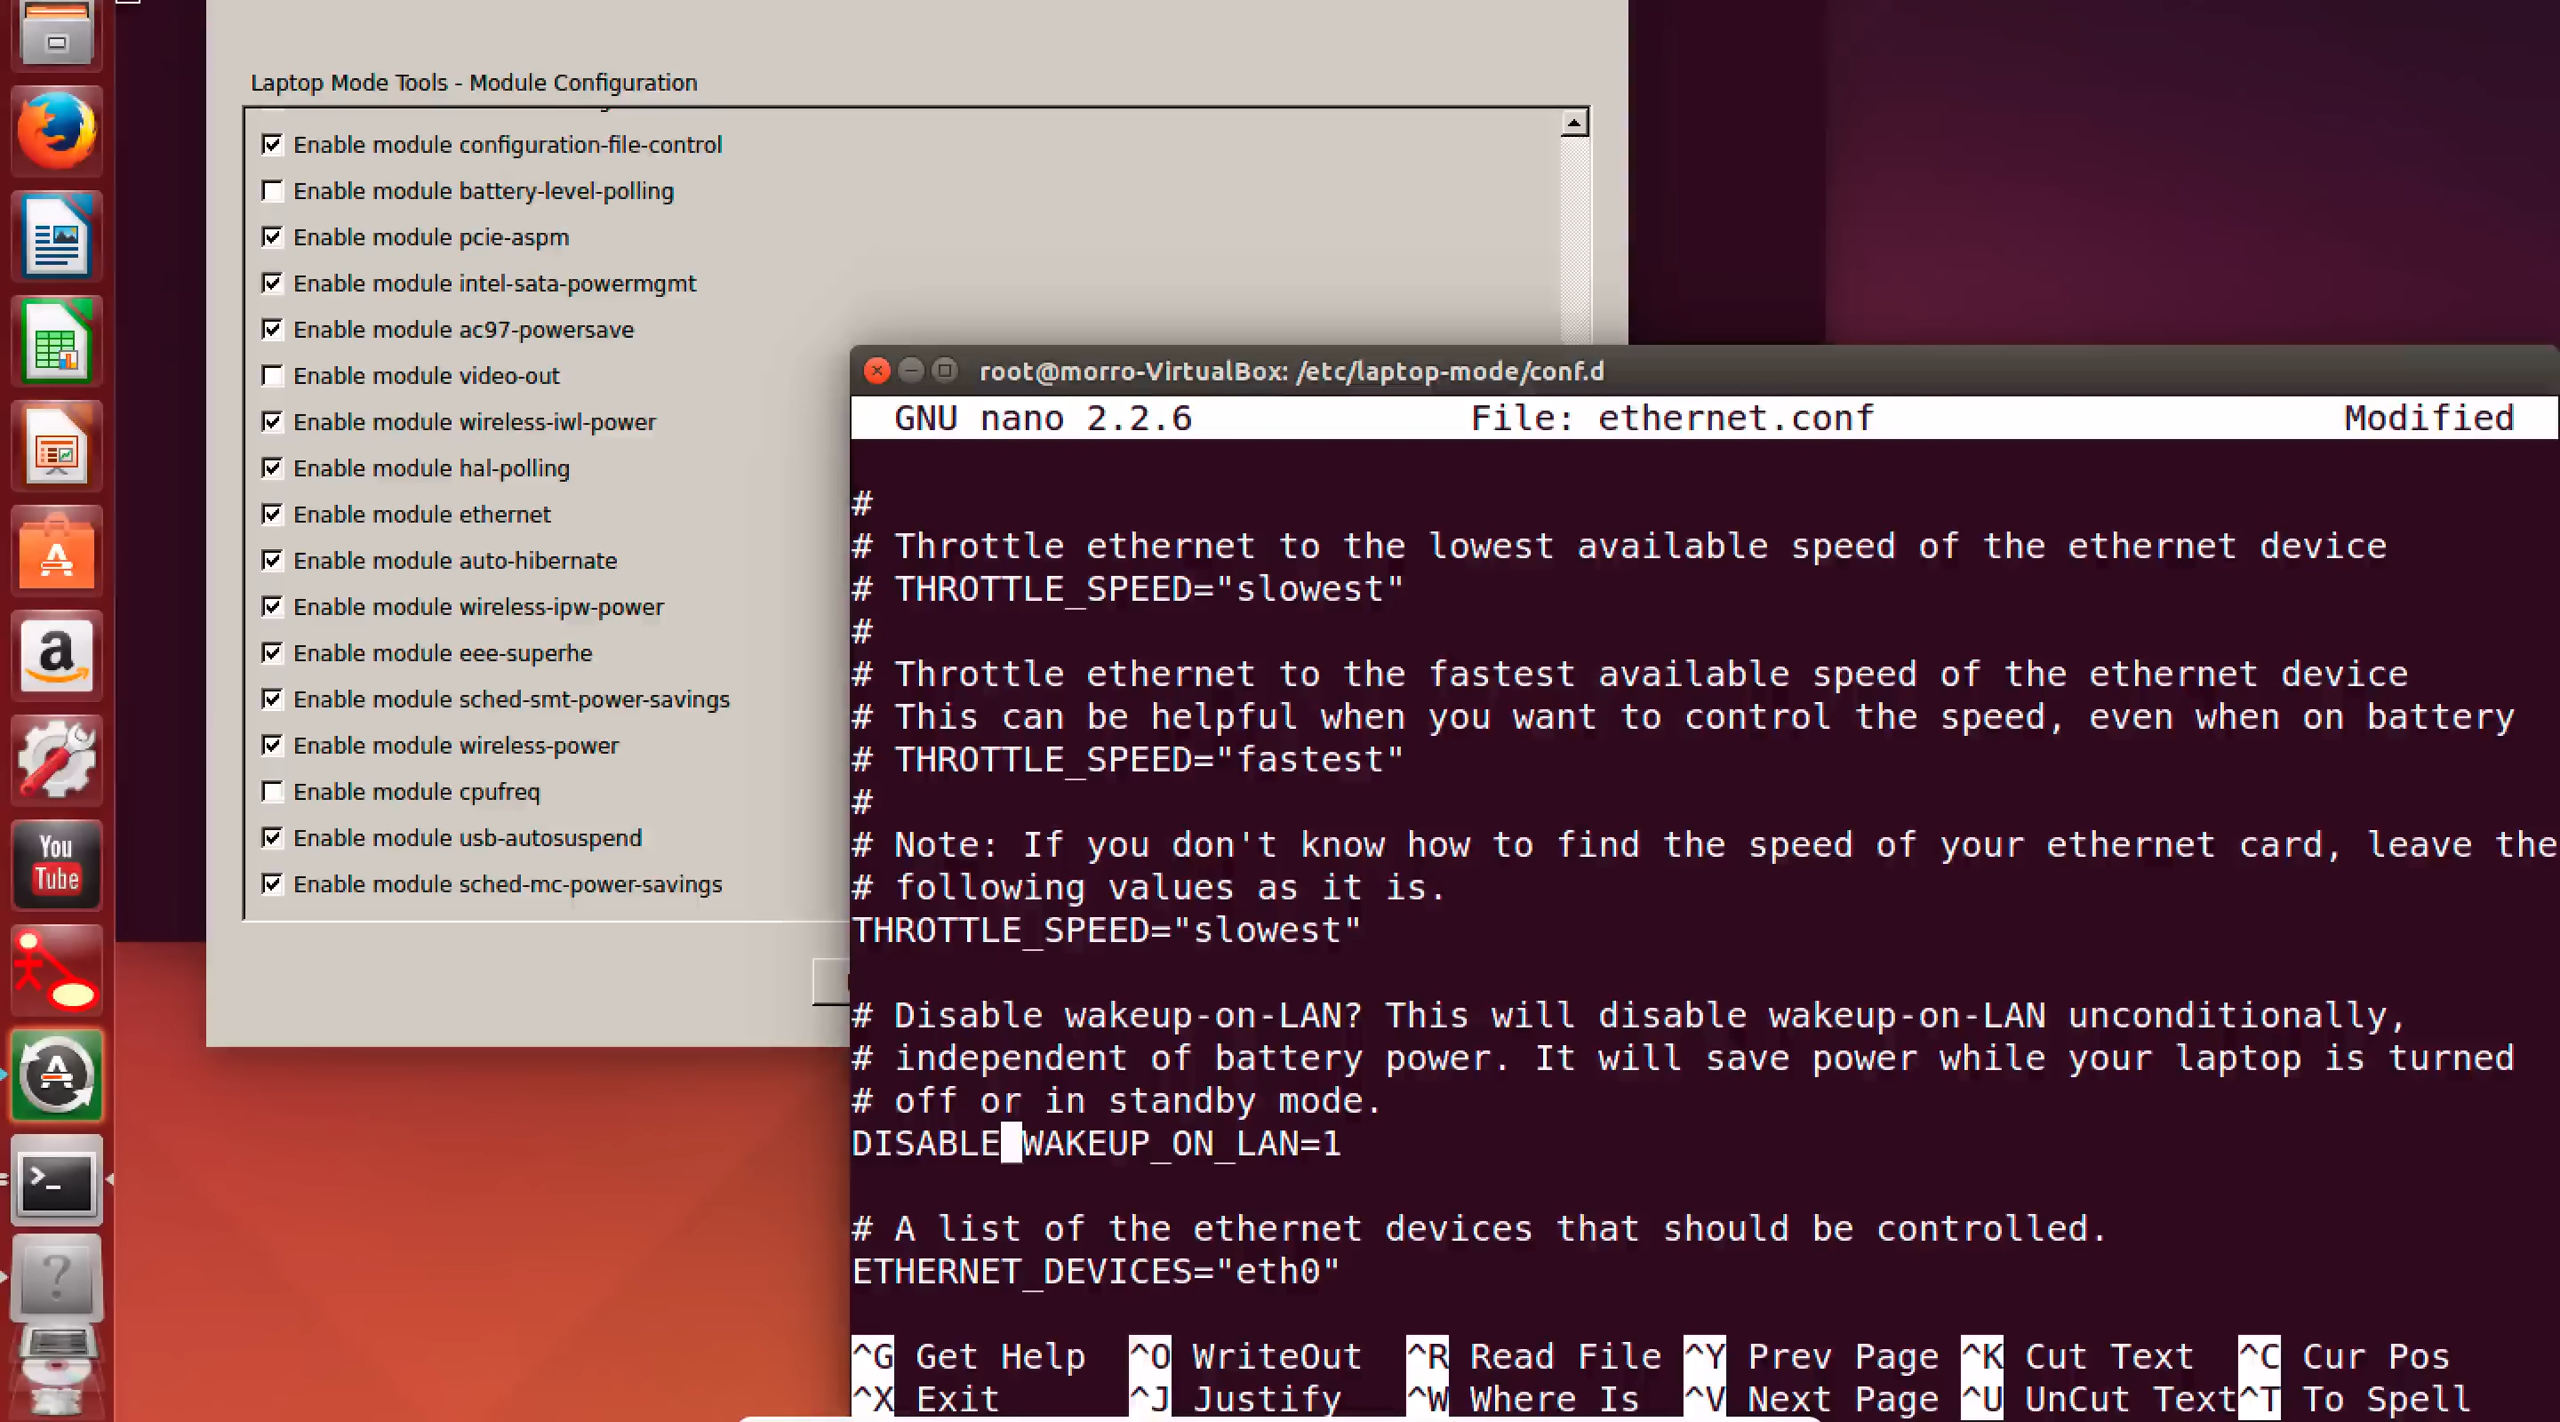 Laptop Mode Tools - Module Configuration
Enable module configuration-file-control
Enable module battery-level-polling
Enable module pcie-aspm
Enable module intel-sata-powermgmt
Enable module ac97-powersave
Enable module video-out
Enable module wireless-iwl-power
Enable module hal-polling
Enable module ethernet
Enable module auto-hibernate
Enable module wireless-ipw-power
Enable module eee-superhe
Enable module sched-smt-power-savings
Enable module wireless-power
Enable module cpufreq
Enable module usb-autosuspend
Enable module sched-mc-power-savings
You
Tube
root@morro-VirtualBox: /etc/laptop-mode/conf.d
GNU nano 2.2.6 File: ethernet.conf Modified
#
# Throttle ethernet to the lowest available speed of the ethernet device
# THROTTLE_SPEED="slowest"
#
# Throttle ethernet to the fastest available speed of the ethernet device
# This can be helpful when you want to control the speed, even when on battery
# THROTTLE_SPEED="fastest"
#
# Note: If you don't know how to find the speed of your ethernet card, leave the
# following values as it is.
THROTTLE_SPEED="slowest"
# Disable wakeup-on-LAN? This will disable wakeup-on-LAN unconditionally,
# independent of battery power. It will save power while your laptop is turned
# off or in standby mode.
DISABLE WAKEUP_ON_LAN=1
# A list of the ethernet devices that should be controlled.
ETHERNET_DEVICES="eth0"
^G Get Help ^O WriteOut ^R Read File ^Y Prev Page ^K Cut Text ^C Cur Pos
^X Exit ^J Justify ^W Where Is ^V Next Page ^U UnCut Text ^T To Spell